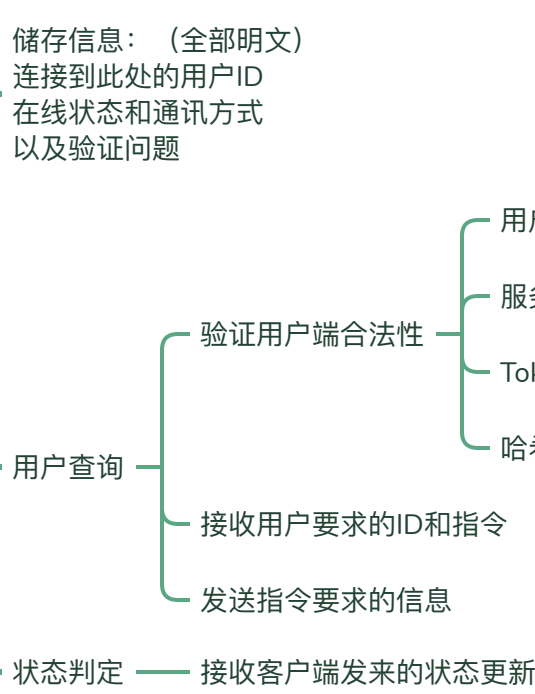 储存信息：（全部明文）
连接到此处的用户ID
在线状态和通讯方式
以及验证问题
用
服
验证用户端合法性
To
哈
用户查询
接收用户要求的ID和指令
发送指令要求的信息
状态判定
接收客户端发来的状态更新